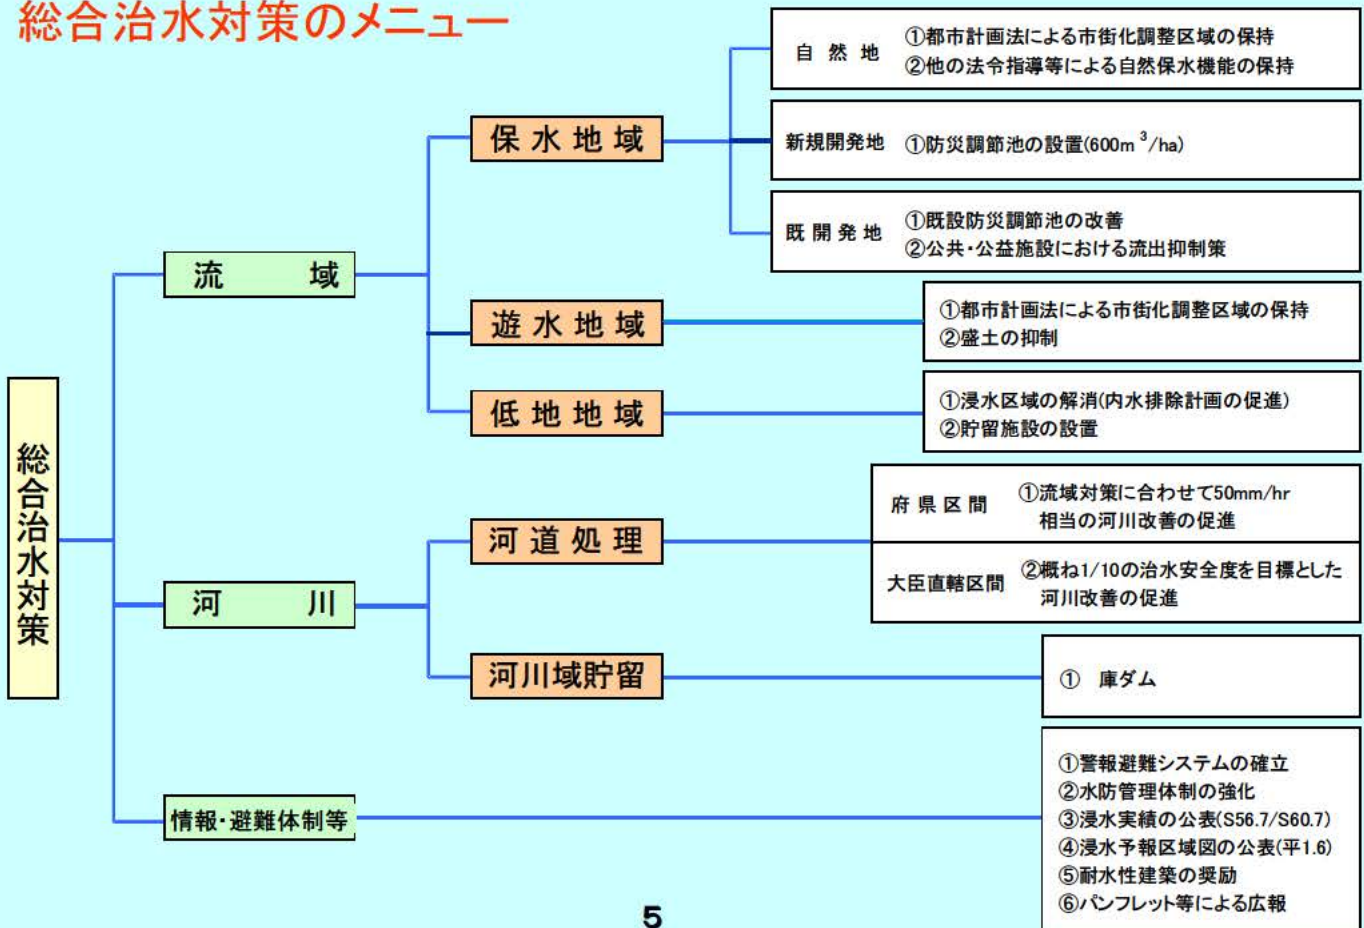 総合治水対策のメニュー
総合治水対策
流 域
保 水 地 域
自 然 地
①都市計画法による市街化調整区域の保持
②他の法令指導等による自然保水機能の保持
新規開発地
①防災調節池の設置(600m³/ha)
既 開 発 地
①既設防災調節池の改善
②公共・公益施設における流出抑制策
遊 水 地 域
①都市計画法による市街化調整区域の保持
②盛土の抑制
低 地 地 域
①浸水区域の解消(内水排除計画の促進)
②貯留施設の設置
河 川
河 道 処 理
府 県 区 間
①流域対策に合わせて50mm/hr
相当の河川改善の促進
大臣直轄区間
②概ね1/10の治水安全度を目標とした
河川改善の促進
河川域貯留
① 庫ダム
情報・避難体制等
①警報避難システムの確立
②水防管理体制の強化
③浸水実績の公表(S56.7/S60.7)
④浸水予報区域図の公表(平1.6)
⑤耐水性建築の奨励
⑥パンフレット等による広報
5